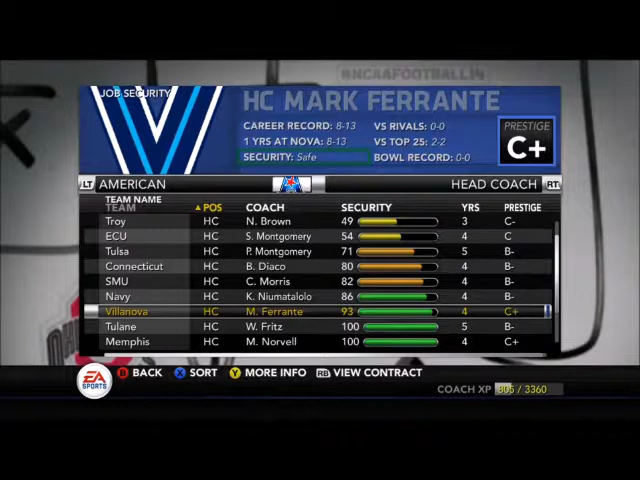 #NCAAFOOTBALL14
JOB SECURITY
HC MARK FERRANTE
CAREER RECORD: 8-13 VS RIVALS: 0-0
1 YRS AT NOVA: 8-13 VS TOP 25: 2-2
SECURITY: Safe BOWL RECORD: 0-0
PRESTIGE
C+
LT AMERICAN HEAD COACH RT
TEAM NAME
TEAM POS COACH SECURITY YRS PRESTIGE
Troy HC N. Brown 49 3 C-
ECU HC S. Montgomery 54 4 C
Tulsa HC P. Montgomery 71 5 B-
Connecticut HC B. Diaco 80 4 B-
SMU HC C. Morris 82 4 B-
Navy HC K. Niumatalolo 86 4 B-
Villanova HC M. Ferrante 93 4 C+
Tulane HC W. Fritz 100 5 B-
Memphis HC M. Norvell 100 4 C+
EA SPORTS
B BACK X SORT Y MORE INFO RB VIEW CONTRACT
COACH XP 805 / 3360